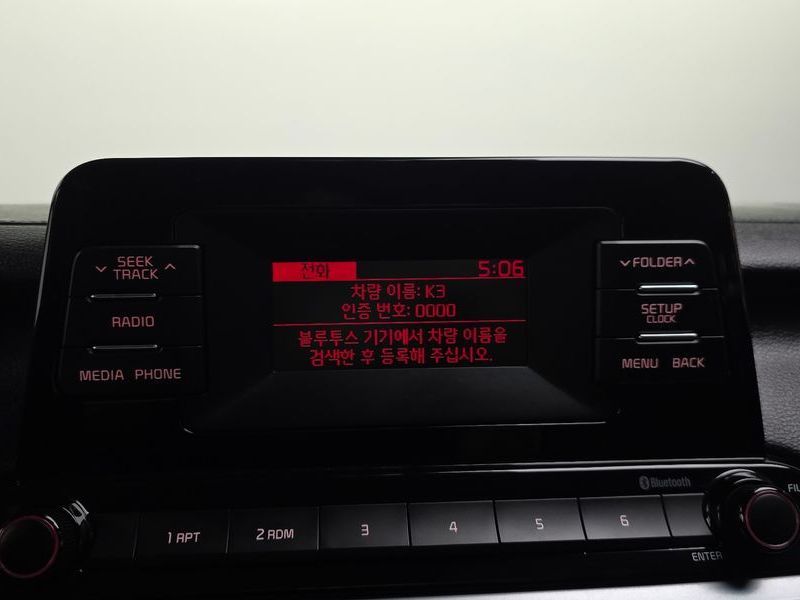 전화 5:06
차량 이름: K3
인증 번호: 0000
블루투스 기기에서 차량 이름을
검색한 후 등록해 주십시오.
SEEK
TRACK
RADIO
MEDIA PHONE
FOLDER
SETUP
CLOCK
MENU BACK
Bluetooth
1 APT 2 RDM 3 4 5 6
ENTER